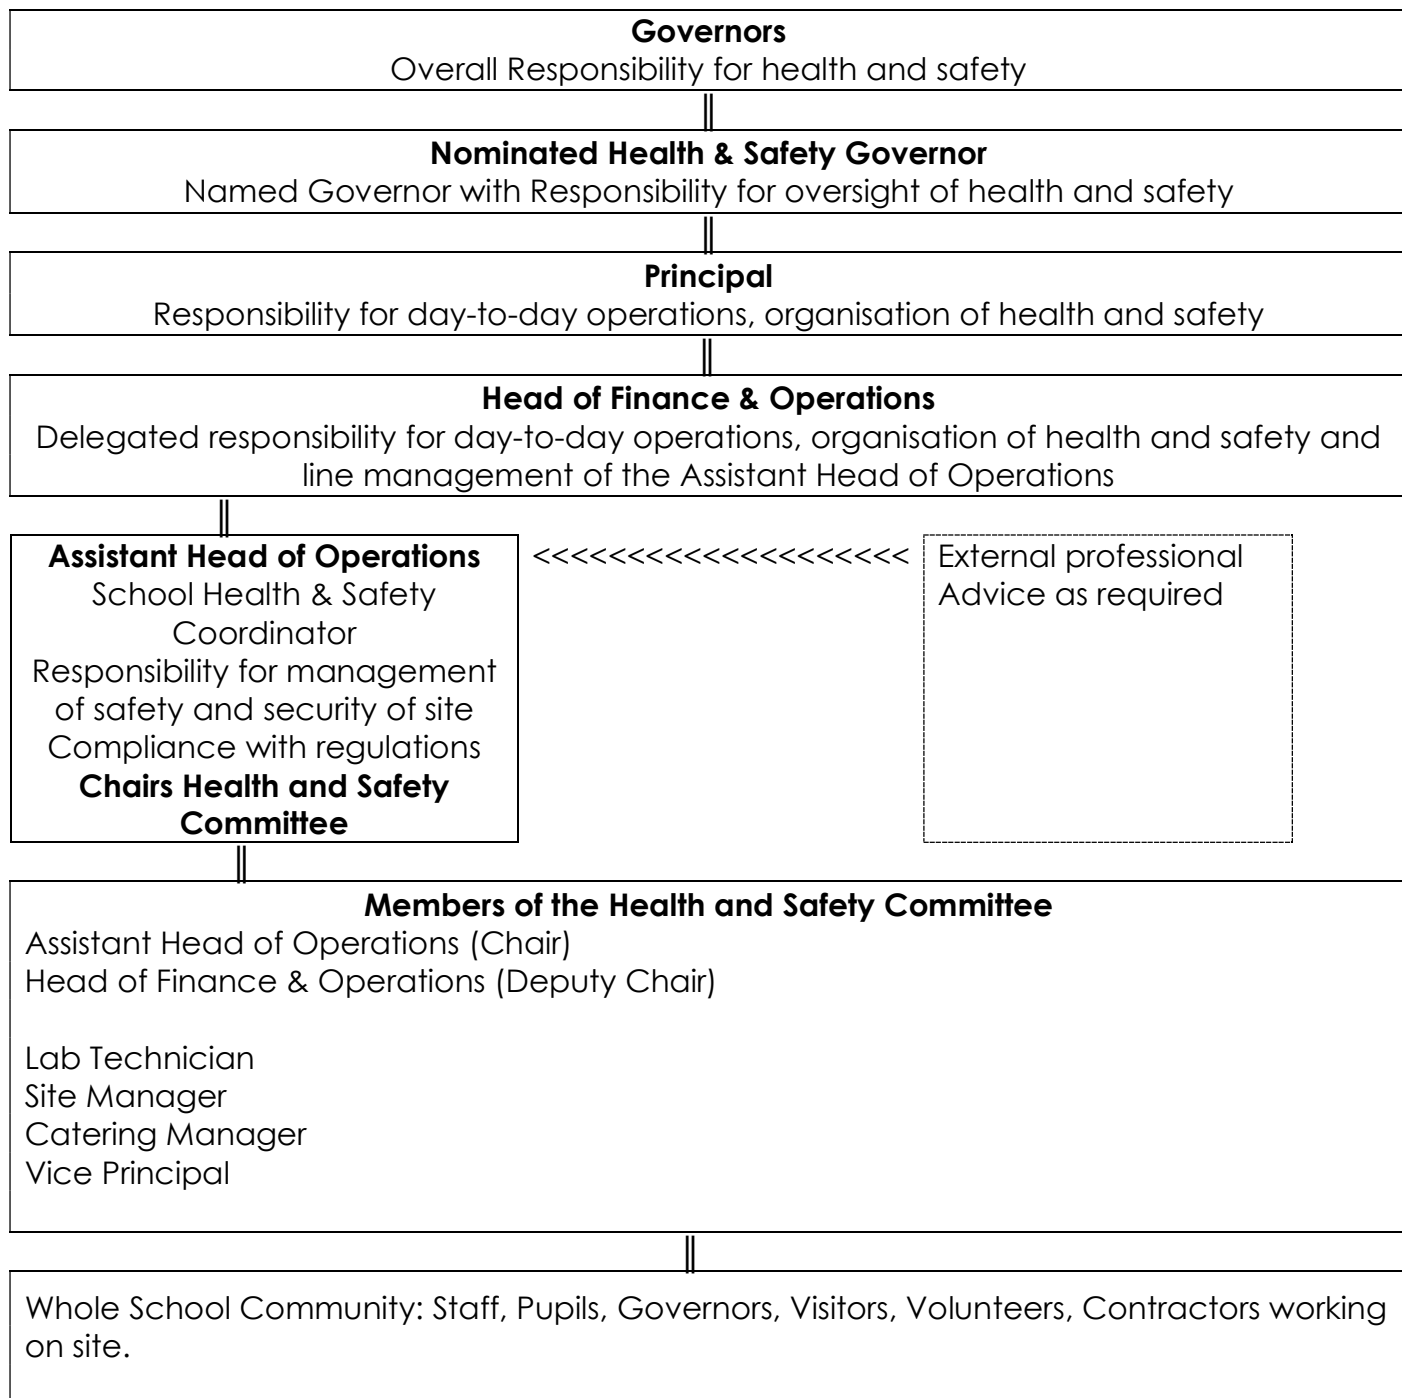 Governors
Overall Responsibility for health and safety
Nominated Health & Safety Governor
Named Governor with Responsibility for oversight of health and safety
Principal
Responsibility for day-to-day operations, organisation of health and safety
Head of Finance & Operations
Delegated responsibility for day-to-day operations, organisation of health and safety and
line management of the Assistant Head of Operations
Assistant Head of Operations
School Health & Safety
Coordinator
Responsibility for management
of safety and security of site
Compliance with regulations
Chairs Health and Safety
Committee
<<<<<<<<<<<<<<<<<<<<
External professional
Advice as required
Members of the Health and Safety Committee
Assistant Head of Operations (Chair)
Head of Finance & Operations (Deputy Chair)
Lab Technician
Site Manager
Catering Manager
Vice Principal
Whole School Community: Staff, Pupils, Governors, Visitors, Volunteers, Contractors working
on site.